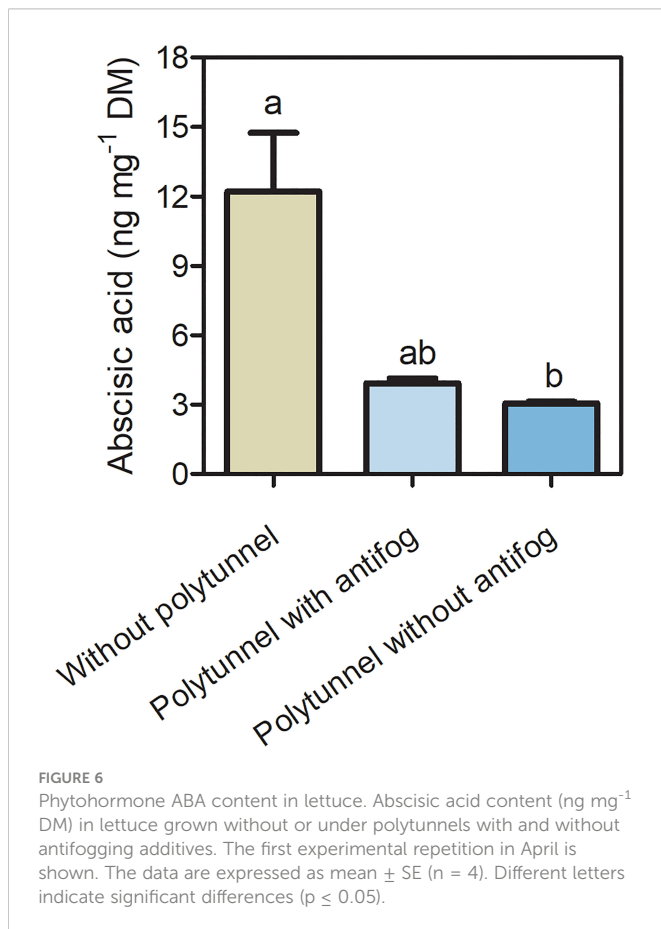 Abscisic acid (ng mg⁻¹ DM)
18
15
12
9
6
3
0
a
ab
b
Without polytunnel
Polytunnel with antifog
Polytunnel without antifog
FIGURE 6
Phytohormone ABA content in lettuce. Abscisic acid content (ng mg⁻¹
DM) in lettuce grown without or under polytunnels with and without
antifogging additives. The first experimental repetition in April is
shown. The data are expressed as mean ± SE (n = 4). Different letters
indicate significant differences (p ≤ 0.05).